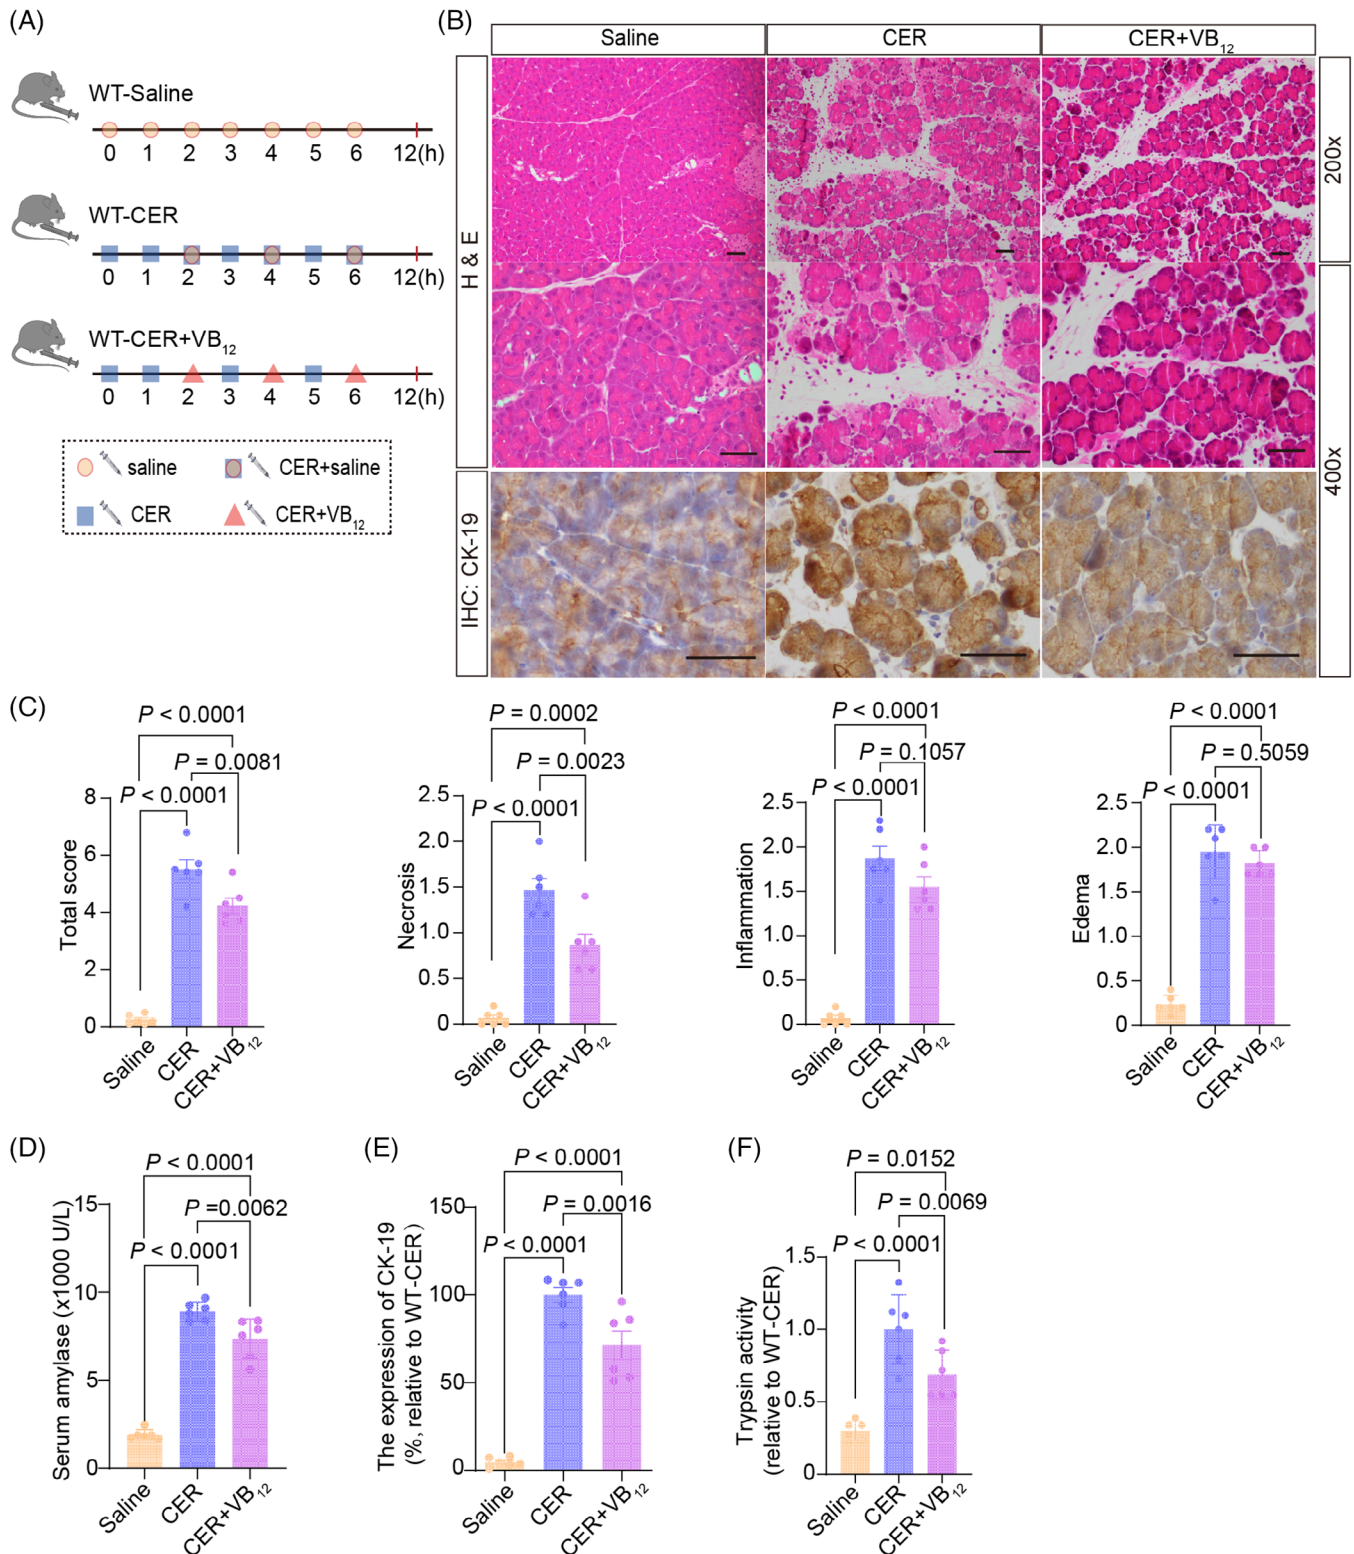 (A)
WT-Saline
0 1 2 3 4 5 6 12(h)
WT-CER
0 1 2 3 4 5 6 12(h)
WT-CER+VB12
0 1 2 3 4 5 6 12(h)
saline
CER+saline
CER
CER+VB12
(B)
Saline
CER
CER+VB12
H & E
IHC: CK-19
200x
400x
(C)
P < 0.0001
P = 0.0081
P < 0.0001
Total score
8
6
4
2
0
Saline
CER
CER+VB12
P = 0.0002
P = 0.0023
P < 0.0001
Necrosis
2.5
2.0
1.5
1.0
0.5
0
Saline
CER
CER+VB12
P < 0.0001
P = 0.1057
P < 0.0001
Inflammation
2.5
2.0
1.5
1.0
0.5
0
Saline
CER
CER+VB12
P < 0.0001
P = 0.5059
P < 0.0001
Edema
2.5
2.0
1.5
1.0
0.5
0
Saline
CER
CER+VB12
(D)
P < 0.0001
P =0.0062
P < 0.0001
Serum amylase (x1000 U/L)
15
10
5
0
Saline
CER
CER+VB12
(E)
P < 0.0001
P = 0.0016
P < 0.0001
The expression of CK-19
(%, relative to WT-CER)
150
100
50
0
Saline
CER
CER+VB12
(F)
P = 0.0152
P = 0.0069
P < 0.0001
Trypsin activity
(relative to WT-CER)
1.5
1.0
0.5
0
Saline
CER
CER+VB12